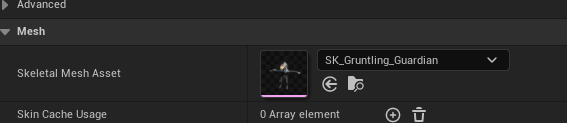 Advanced
Mesh
Skeletal Mesh Asset
SK_Gruntling_Guardian
Skin Cache Usage
0 Array element